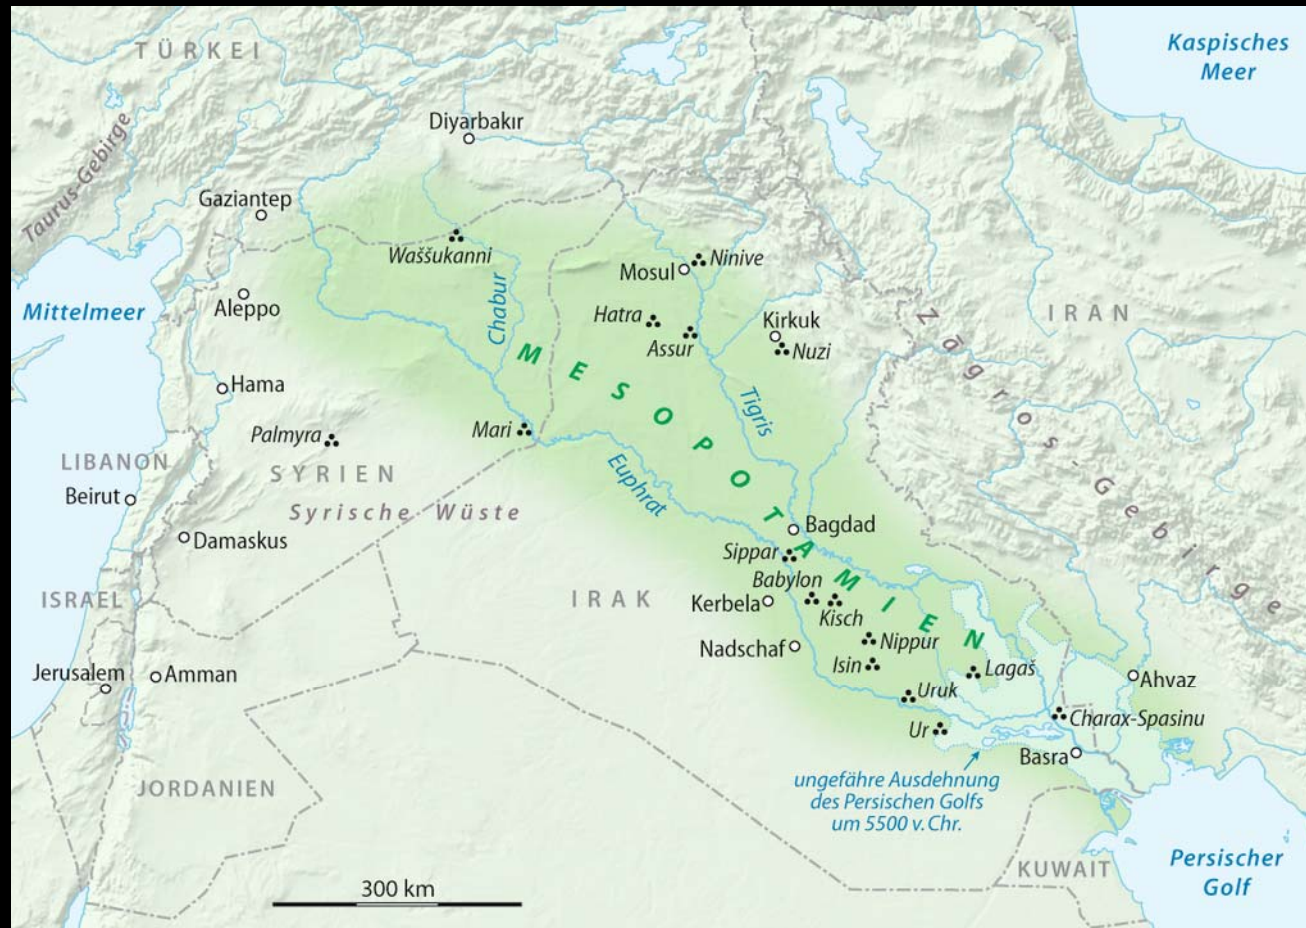 TÜRKEI
Kaspisches
Meer
Taurus-Gebirge
Diyarbakır
Gaziantep
Waššukanni
Mosul
Ninive
Mittelmeer
Aleppo
Chabur
Hatra
Assur
Kirkuk
Nuzi
IRAN
Zagros-Gebirge
MESOPOTAMIEN
Hama
Tigris
Palmyra
Mari
LIBANON
SYRIEN
Euphrat
Beirut
Syrische Wüste
Damaskus
Bagdad
Sippar
Babylon
ISRAEL
IRAK
Kerbela
Kisch
Nadschaf
Nippur
Isin
Lagaš
Jerusalem
Amman
Ahvaz
Uruk
Charax-Spasinu
Ur
Basra
JORDANIEN
ungefähre Ausdehnung
des Persischen Golfs
um 5500 v. Chr.
KUWAIT
Persischer
Golf
300 km